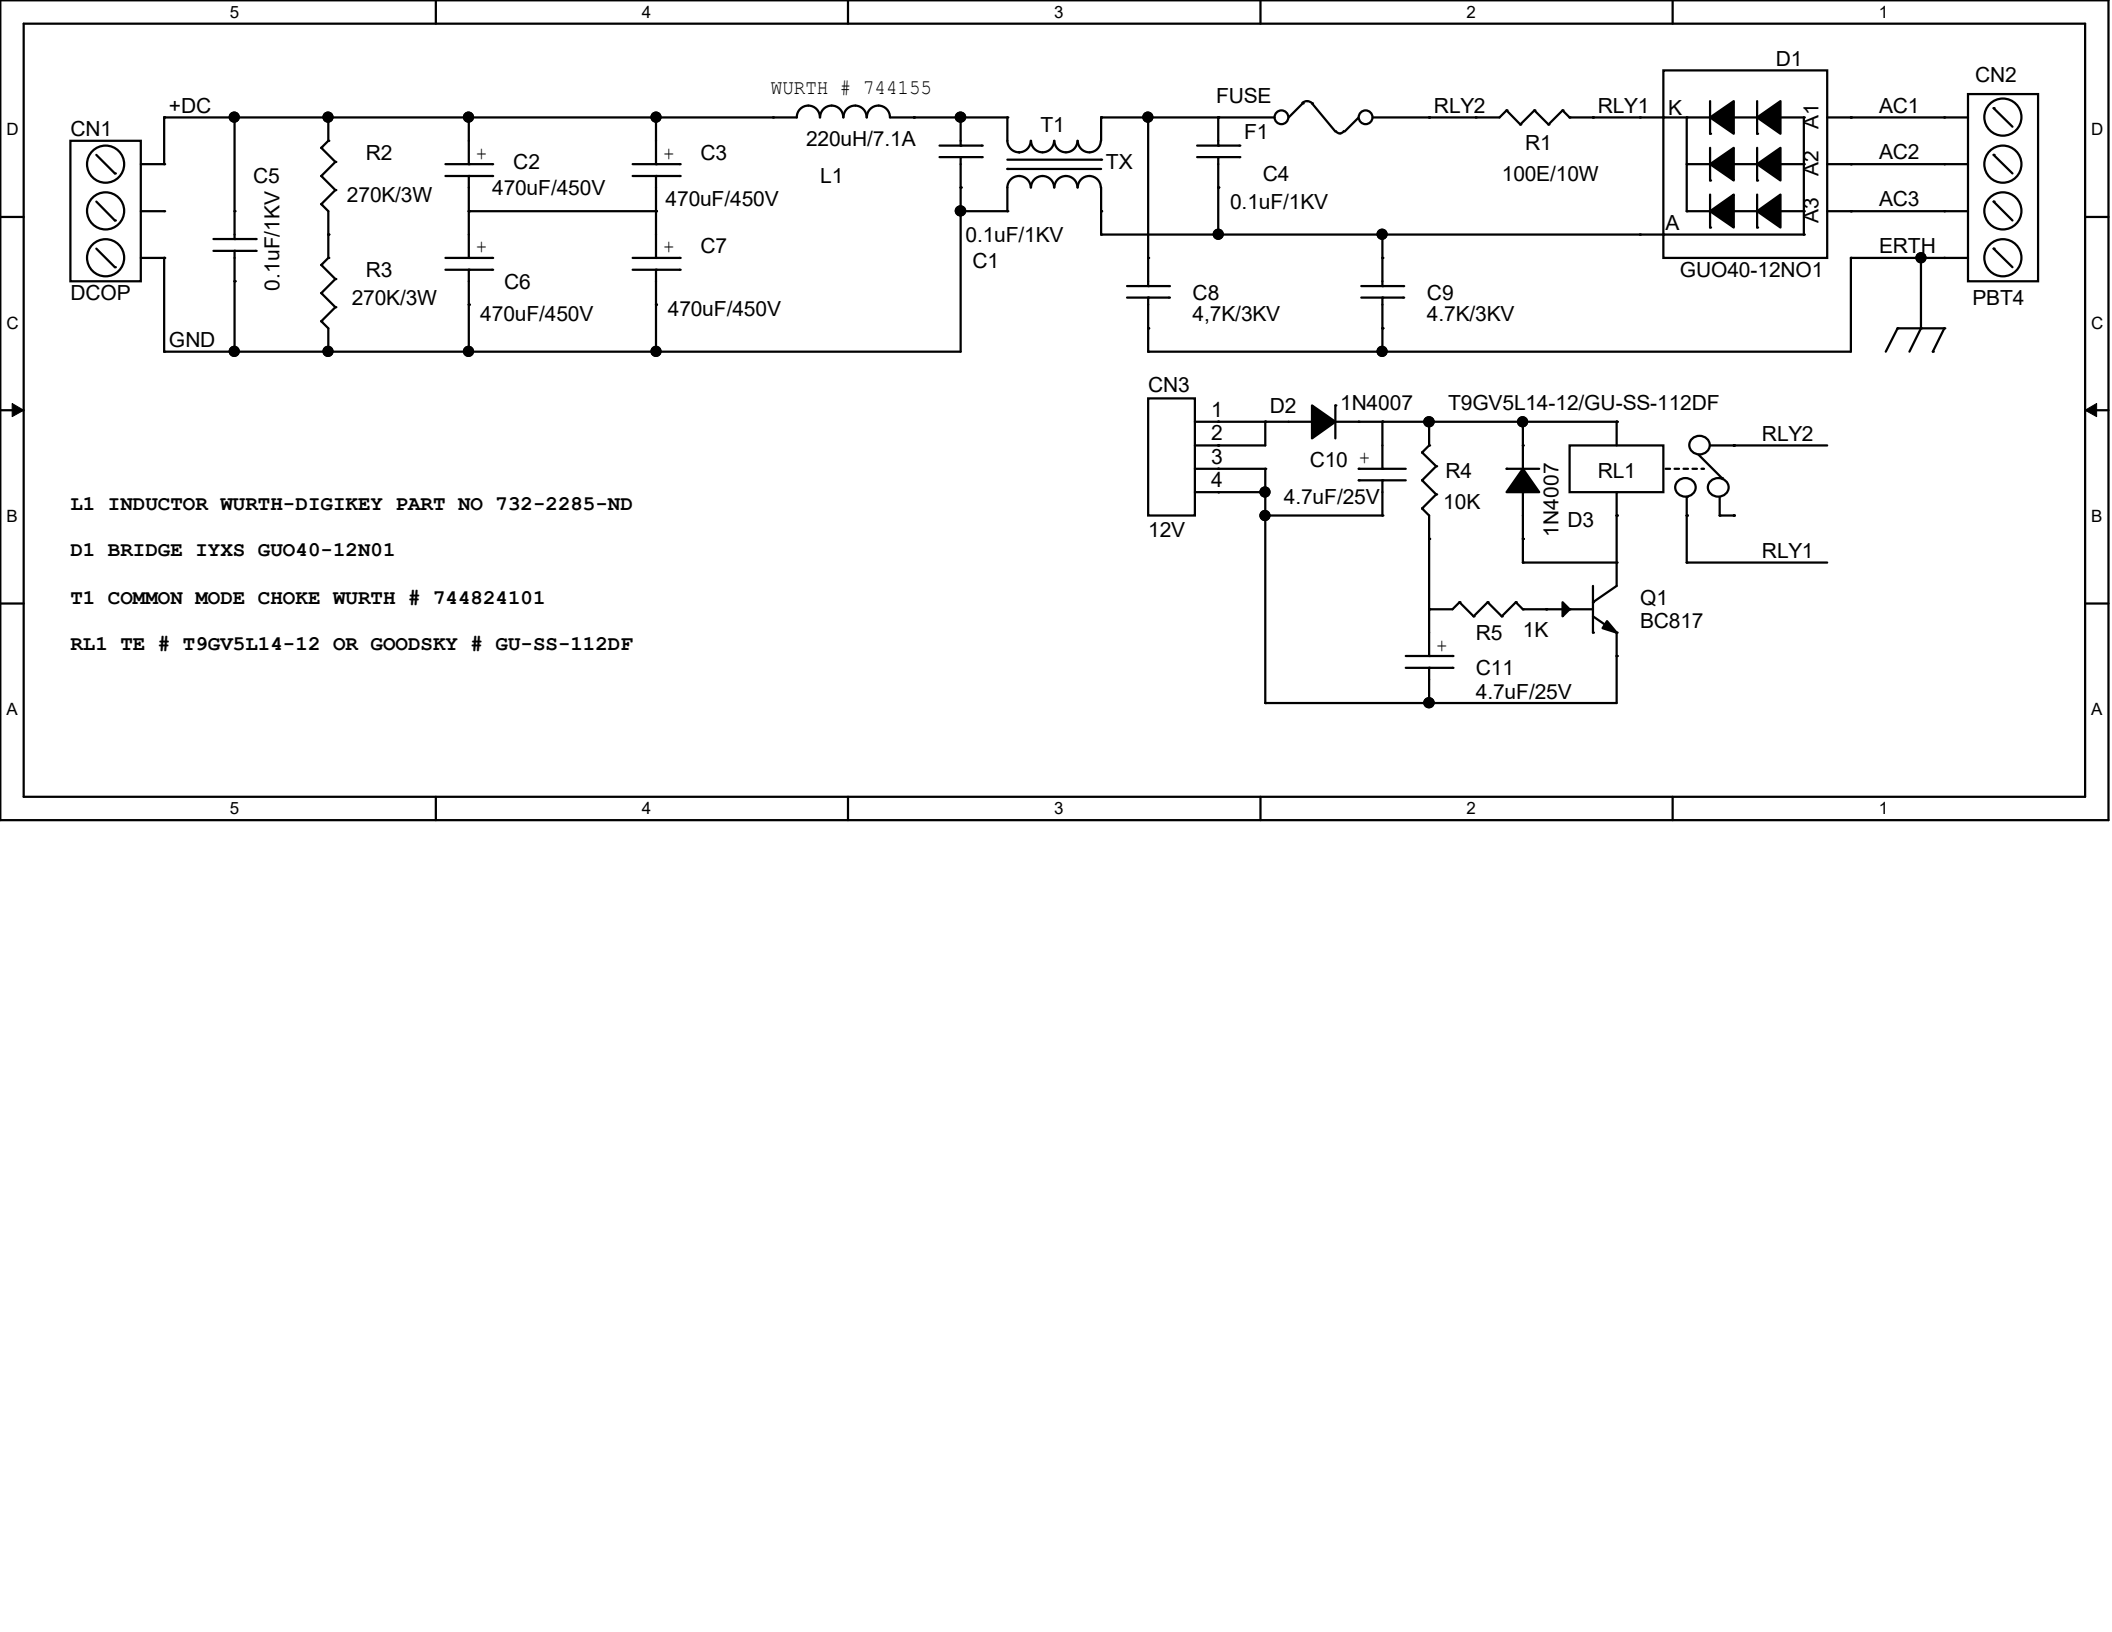 5 4 3 2 1
D D
C C
B B
A A
CN1
+DC
DCOP
GND
C5
0.1uF/1KV
R2
270K/3W
R3
270K/3W
+
C2
470uF/450V
+
C6
470uF/450V
+
C3
470uF/450V
+
C7
470uF/450V
WURTH # 744155
220uH/7.1A
L1
0.1uF/1KV
C1
T1
TX
FUSE
F1
C4
0.1uF/1KV
C8
4,7K/3KV
C9
4.7K/3KV
RLY2
R1
100E/10W
RLY1
D1
K
A
A1
A2
A3
GUO40-12NO1
AC1
AC2
AC3
ERTH
CN2
PBT4
CN3
1
2
3
4
12V
D2
1N4007
C10
+
4.7uF/25V
R4
10K
T9GV5L14-12/GU-SS-112DF
1N4007
D3
RL1
RLY2
RLY1
R5
1K
Q1
BC817
+
C11
4.7uF/25V
L1 INDUCTOR WURTH-DIGIKEY PART NO 732-2285-ND
D1 BRIDGE IYXS GUO40-12N01
T1 COMMON MODE CHOKE WURTH # 744824101
RL1 TE # T9GV5L14-12 OR GOODSKY # GU-SS-112DF
5 4 3 2 1